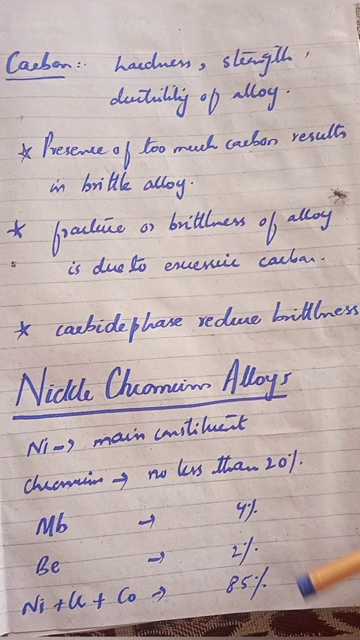 Carbon:. hardness, strength,
ductility of alloy.
* Presence of too much carbon results
in brittle alloy.
* fracture or brittlness of alloy
is due to excessive carbon.
* carbide phase reduce brittlness
Nickle Chromium Alloys
Ni → main constituent
chromium → no less than 20%.
Mb → 4%
Be → 2%.
Ni + Cr + Co → 85%